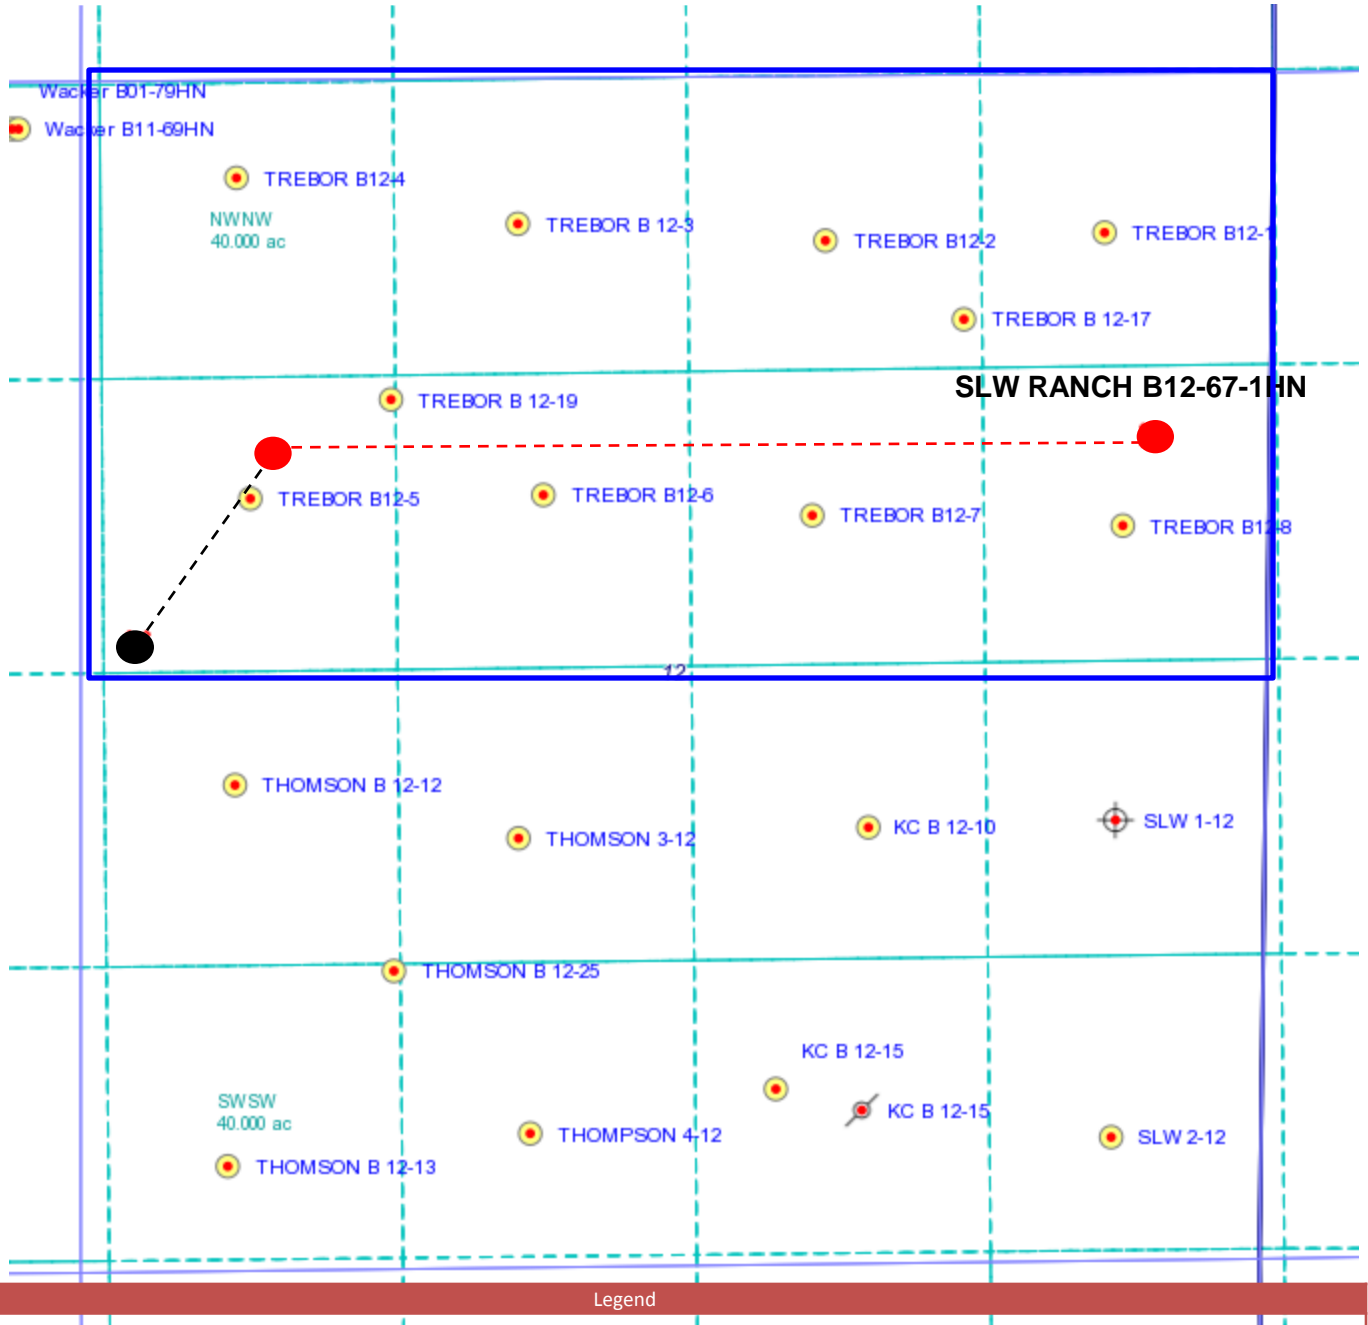 Wacker B01-79HN
Wacker B11-69HN
TREBOR B12-4
NWNW
40.000 ac
TREBOR B 12-3
TREBOR B12-2
TREBOR B12-1
TREBOR B 12-17
SLW RANCH B12-67-1HN
TREBOR B 12-19
TREBOR B12-5
TREBOR B12-6
TREBOR B12-7
TREBOR B12-8
12
THOMSON B 12-12
THOMSON 3-12
KC B 12-10
SLW 1-12
THOMSON B 12-25
KC B 12-15
SWSW
40.000 ac
KC B 12-15
THOMPSON 4-12
SLW 2-12
THOMSON B 12-13
Legend